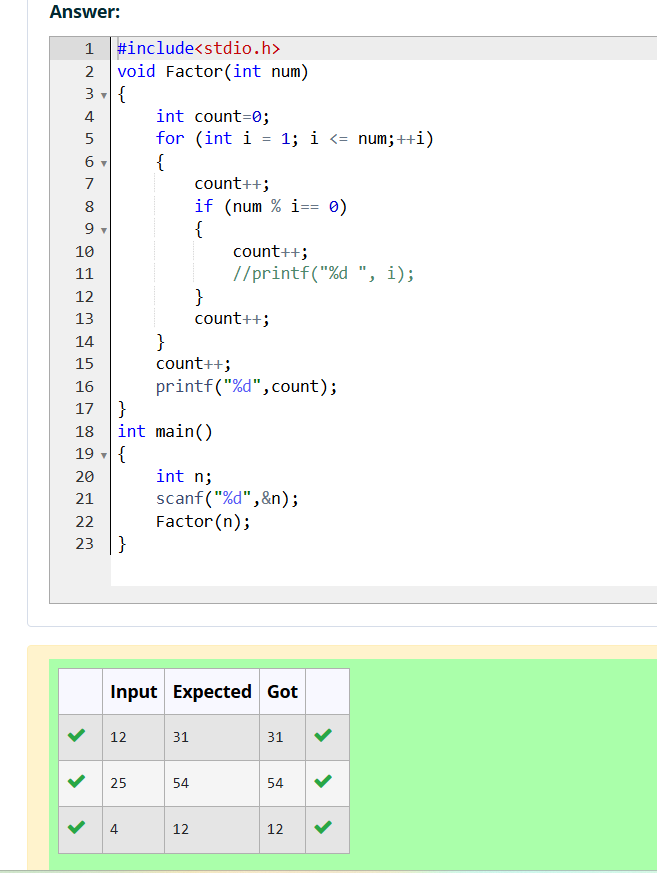 Answer:
1 #include<stdio.h>
2 void Factor(int num)
3 {
4     int count=0;
5     for (int i = 1; i <= num;++i)
6     {
7         count++;
8         if (num % i== 0)
9         {
10             count++;
11             //printf("%d ", i);
12         }
13         count++;
14     }
15     count++;
16     printf("%d",count);
17 }
18 int main()
19 {
20     int n;
21     scanf("%d",&n);
22     Factor(n);
23 }
Input Expected Got
12 31 31
25 54 54
4 12 12